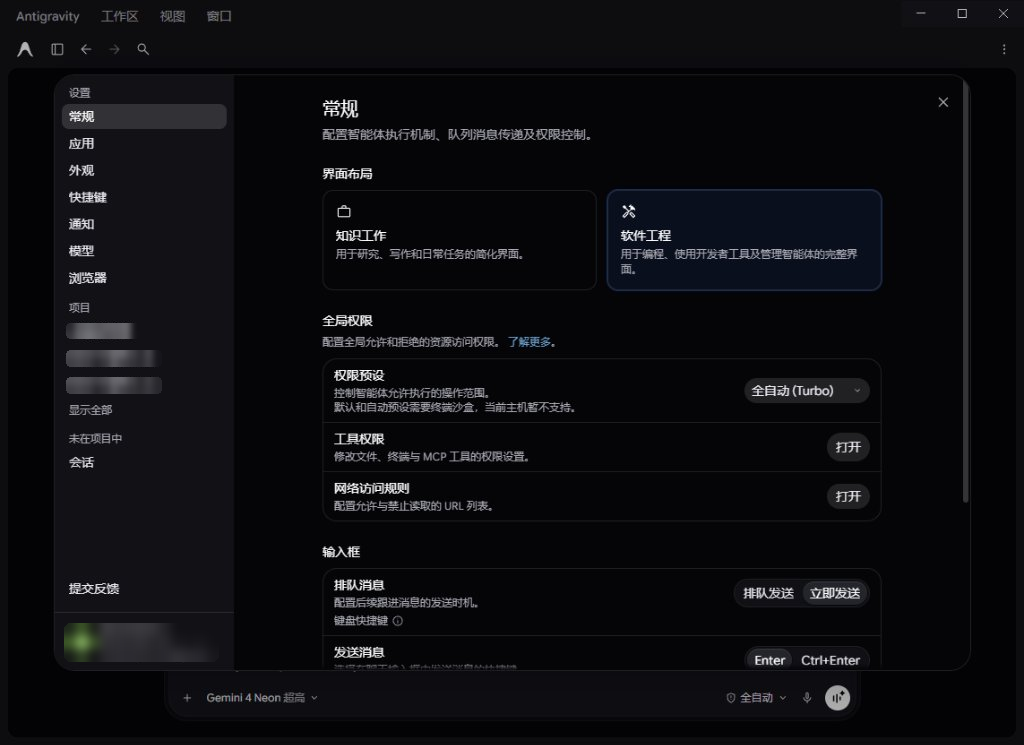 Antigravity 工作区 视图 窗口
设置
常规
应用
外观
快捷键
通知
模型
浏览器
项目
显示全部
未在项目中
会话
提交反馈
常规
配置智能体执行机制、队列消息传递及权限控制。
界面布局
知识工作
用于研究、写作和日常任务的简化界面。
软件工程
用于编程、使用开发者工具及管理智能体的完整界
面。
全局权限
配置全局允许和拒绝的资源访问权限。 了解更多。
权限预设
控制智能体允许执行的操作范围。
默认和自动预设需要终端沙盒，当前主机暂不支持。
全自动 (Turbo)
工具权限
修改文件、终端与 MCP 工具的权限设置。
打开
网络访问规则
配置允许与禁止读取的 URL 列表。
打开
输入框
排队消息
配置后续跟进消息的发送时机。
键盘快捷键
排队发送 立即发送
发送消息
Enter Ctrl+Enter
Gemini 4 Neon 超高
全自动